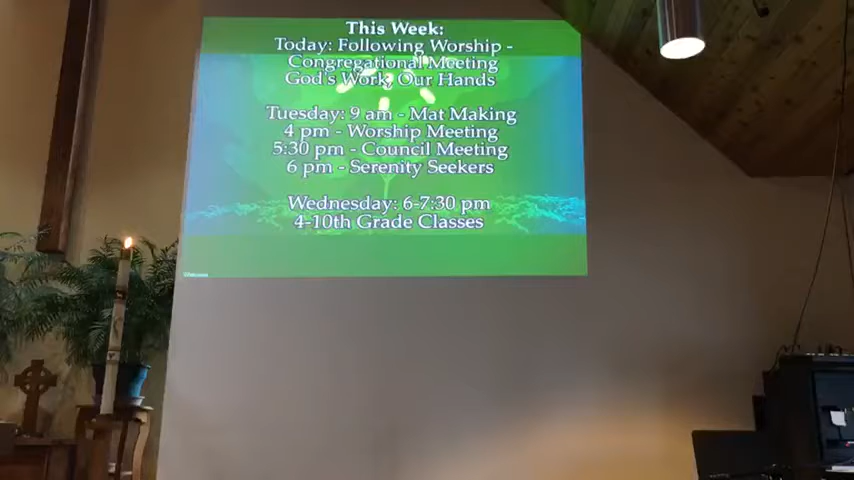 This Week:
Today: Following Worship -
Congregational Meeting
God's Work, Our Hands
Tuesday: 9 am - Mat Making
4 pm - Worship Meeting
5:30 pm - Council Meeting
6 pm - Serenity Seekers
Wednesday: 6-7:30 pm
4-10th Grade Classes